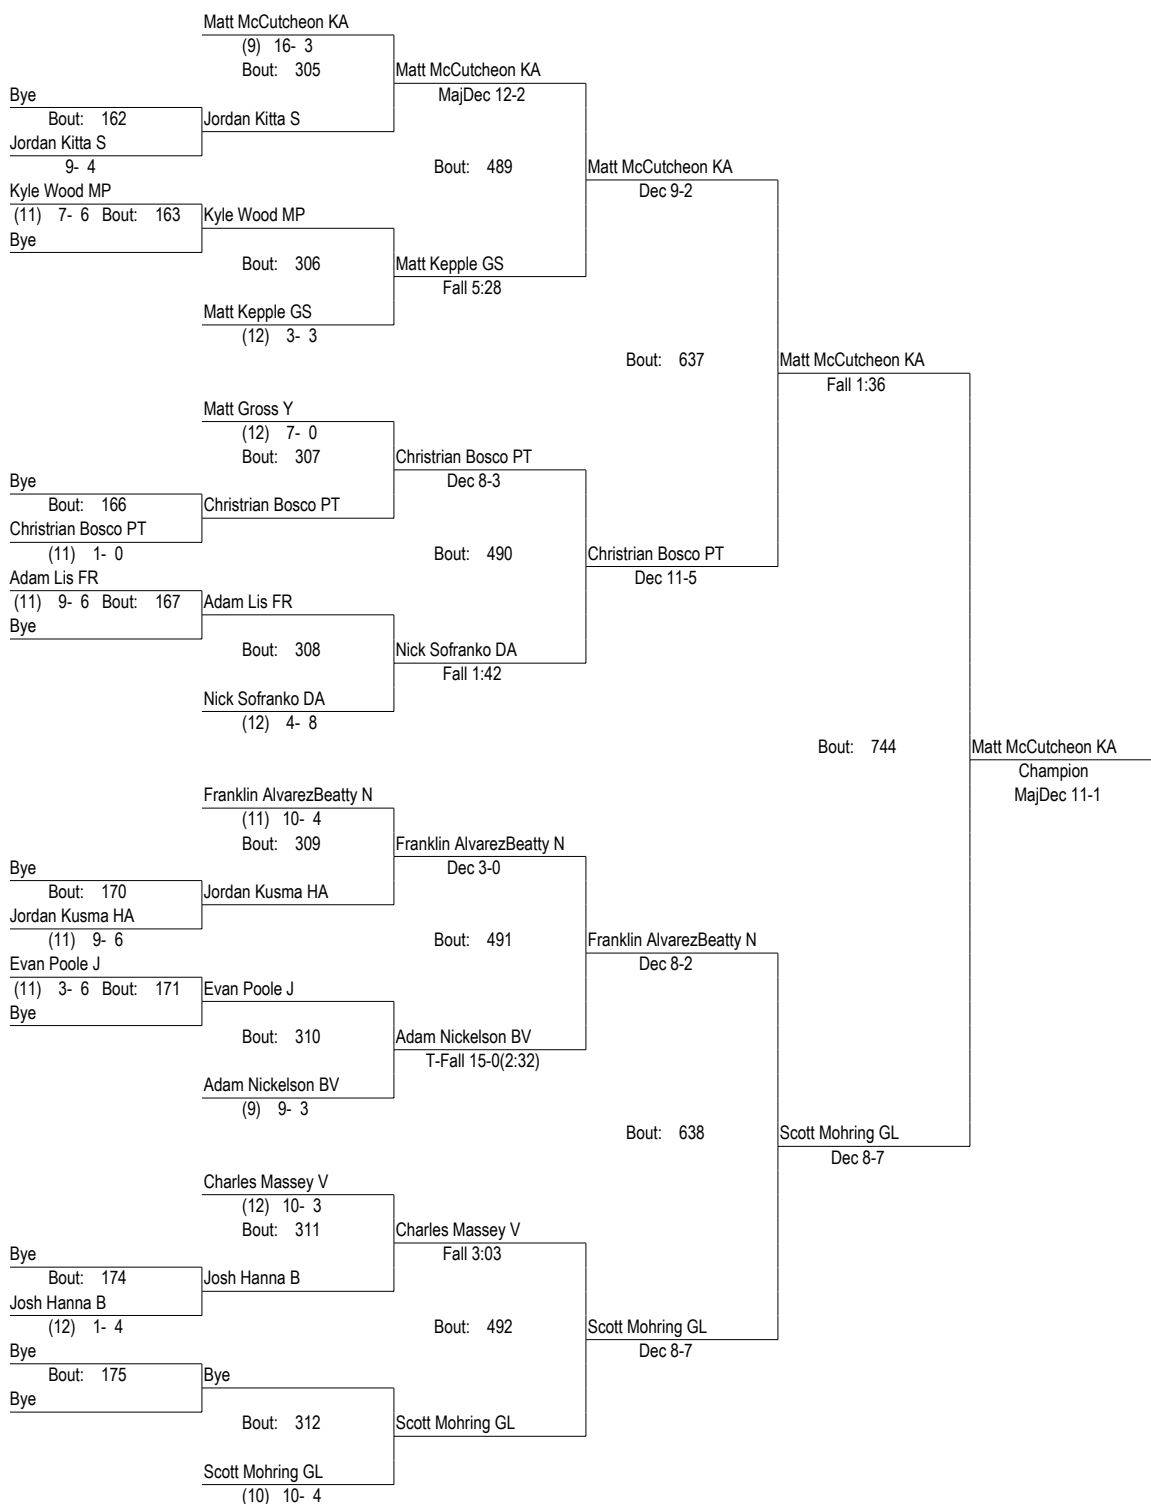 Matt McCutcheon KA
(9) 16- 3
Bout: 305
Matt McCutcheon KA
MajDec 12-2
Bye
Bout: 162
Jordan Kitta S
Jordan Kitta S
9- 4
Bout: 489
Matt McCutcheon KA
Dec 9-2
Kyle Wood MP
(11) 7- 6 Bout: 163
Kyle Wood MP
Bye
Bout: 306
Matt Kepple GS
Fall 5:28
Matt Kepple GS
(12) 3- 3
Bout: 637
Matt McCutcheon KA
Fall 1:36
Matt Gross Y
(12) 7- 0
Bout: 307
Christrian Bosco PT
Dec 8-3
Bye
Bout: 166
Christrian Bosco PT
Christrian Bosco PT
(11) 1- 0
Bout: 490
Christrian Bosco PT
Dec 11-5
Adam Lis FR
(11) 9- 6 Bout: 167
Adam Lis FR
Bye
Bout: 308
Nick Sofranko DA
Fall 1:42
Nick Sofranko DA
(12) 4- 8
Bout: 744
Matt McCutcheon KA
Champion
MajDec 11-1
Franklin AlvarezBeatty N
(11) 10- 4
Bout: 309
Franklin AlvarezBeatty N
Dec 3-0
Bye
Bout: 170
Jordan Kusma HA
Jordan Kusma HA
(11) 9- 6
Bout: 491
Franklin AlvarezBeatty N
Dec 8-2
Evan Poole J
(11) 3- 6 Bout: 171
Evan Poole J
Bye
Bout: 310
Adam Nickelson BV
T-Fall 15-0(2:32)
Adam Nickelson BV
(9) 9- 3
Bout: 638
Scott Mohring GL
Dec 8-7
Charles Massey V
(12) 10- 3
Bout: 311
Charles Massey V
Fall 3:03
Bye
Bout: 174
Josh Hanna B
Josh Hanna B
(12) 1- 4
Bout: 492
Scott Mohring GL
Dec 8-7
Bye
Bout: 175
Bye
Bye
Bout: 312
Scott Mohring GL
Scott Mohring GL
(10) 10- 4